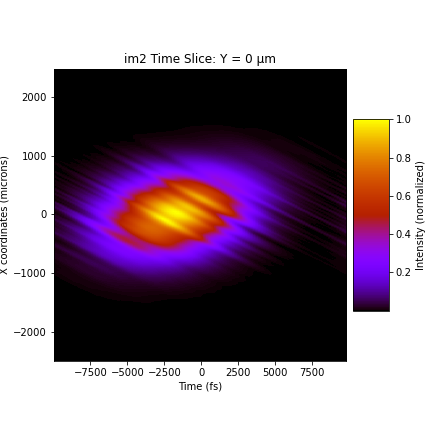 im2 Time Slice: Y = 0 μm
2000
1000
0
−1000
−2000
X coordinates (microns)
−7500 −5000 −2500 0 2500 5000 7500
Time (fs)
1.0
0.8
0.6
0.4
0.2
Intensity (normalized)